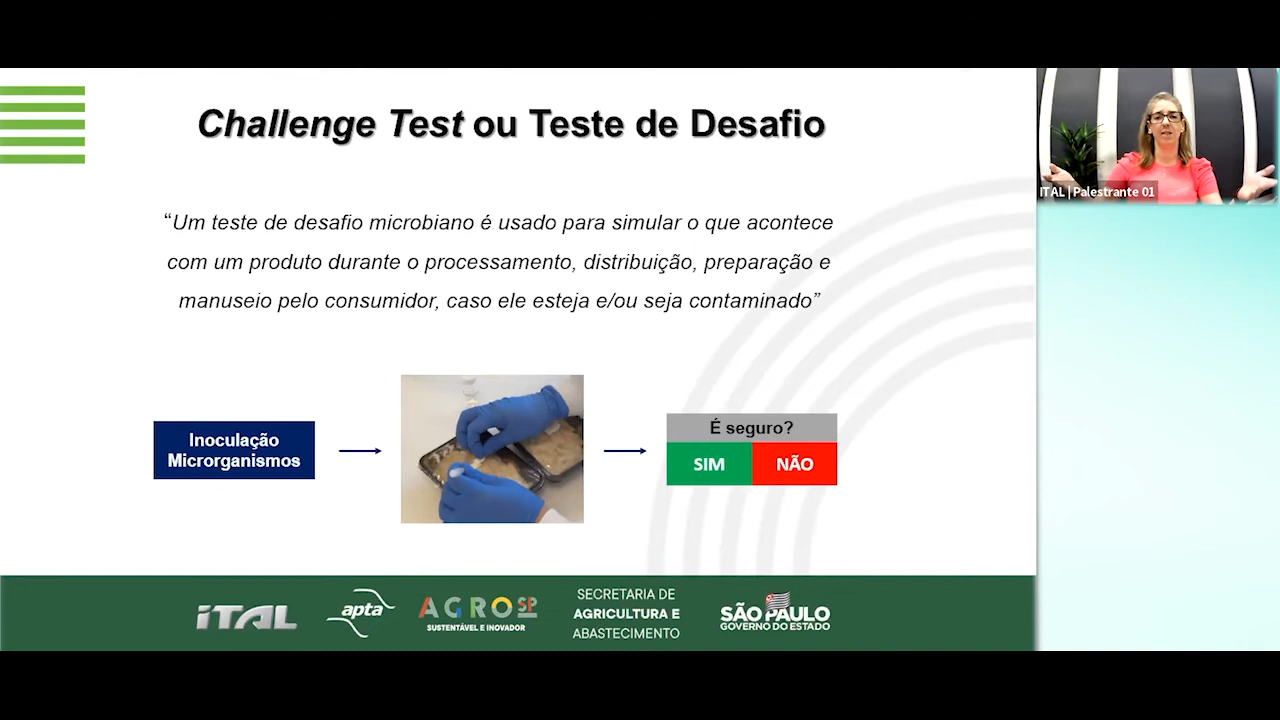 Challenge Test ou Teste de Desafio
ITAL | Palestrante 01
“Um teste de desafio microbiano é usado para simular o que acontece
com um produto durante o processamento, distribuição, preparação e
manuseio pelo consumidor, caso ele esteja e/ou seja contaminado”
Inoculação
Microrganismos
É seguro?
SIM NÃO
iTAL
apta
AGRO SP
SUSTENTÁVEL E INOVADOR
SECRETARIA DE
AGRICULTURA E
ABASTECIMENTO
SÃO PAULO
GOVERNO DO ESTADO